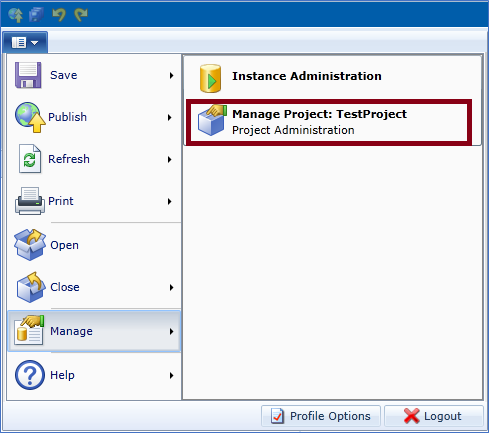 Save
Publish
Refresh
Print
Open
Close
Manage
Help
Instance Administration
Manage Project: TestProject
Project Administration
Profile Options
Logout